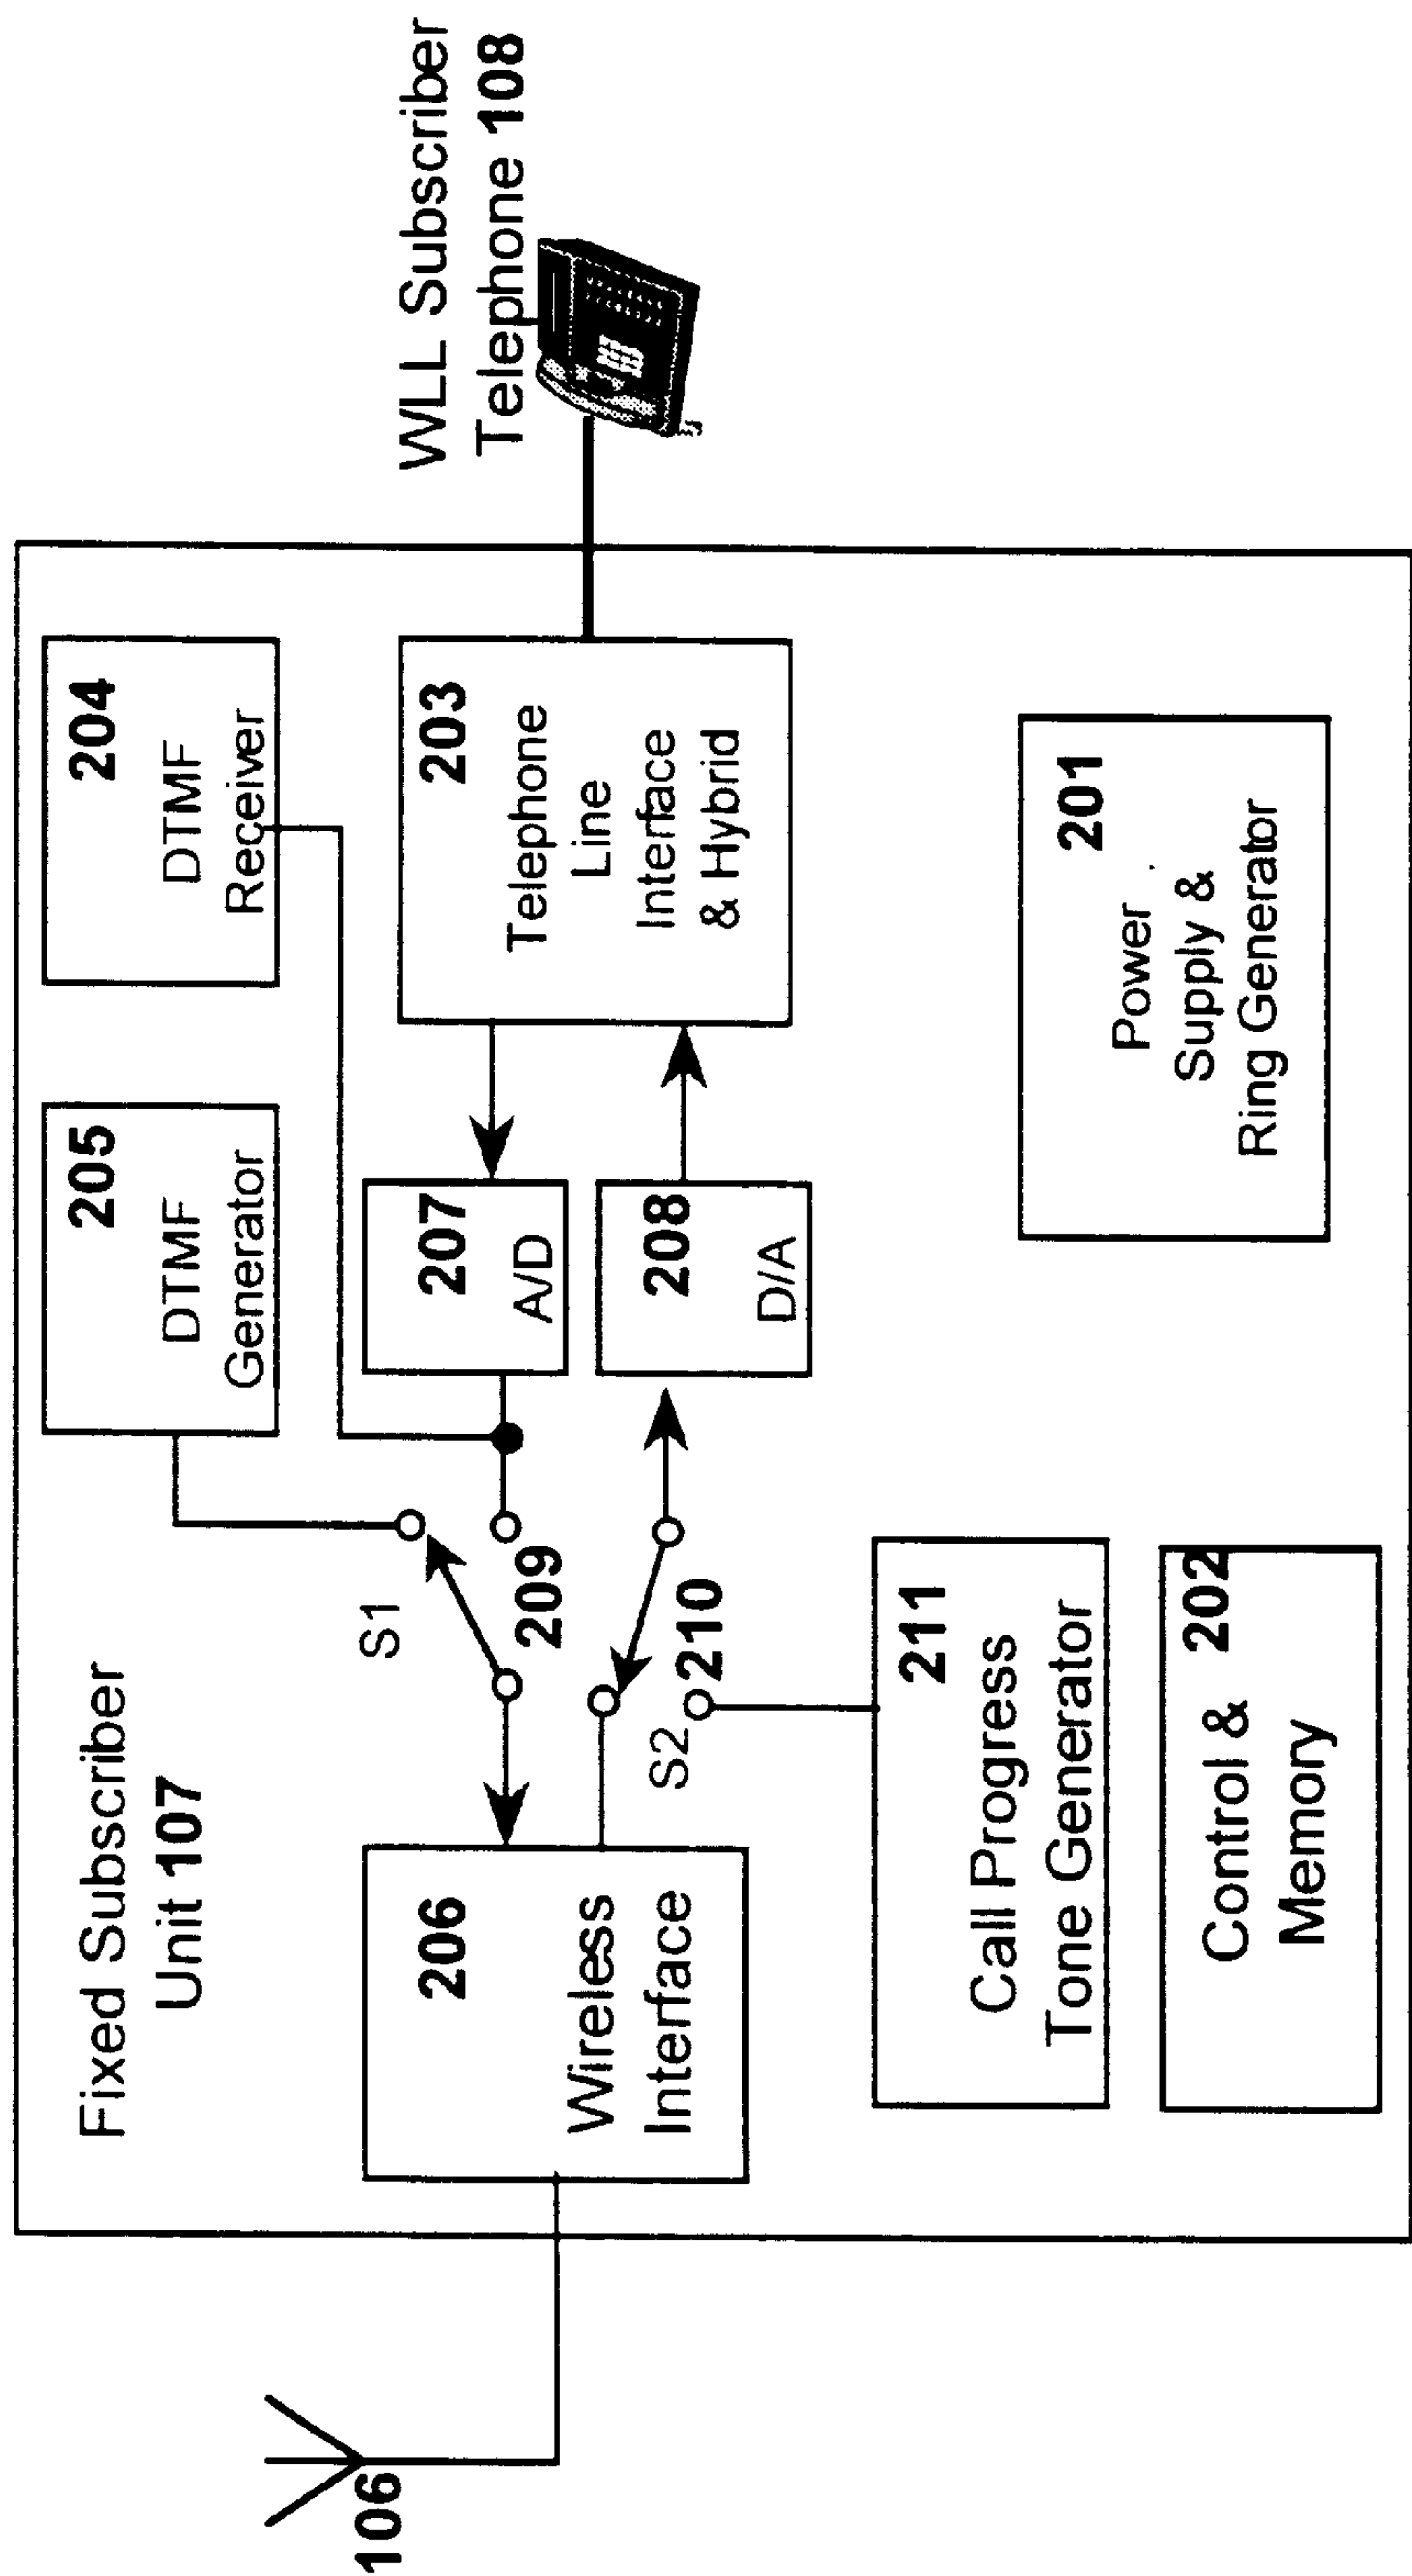 Fixed Subscriber
Unit 107
205
DTMF
Generator
204
DTMF
Receiver
WLL Subscriber
Telephone 108
106
206
Wireless
Interface
S1
209
S2
210
207
A/D
208
D/A
203
Telephone
Line
Interface
& Hybrid
211
Call Progress
Tone Generator
202
Control &
Memory
201
Power
Supply &
Ring Generator